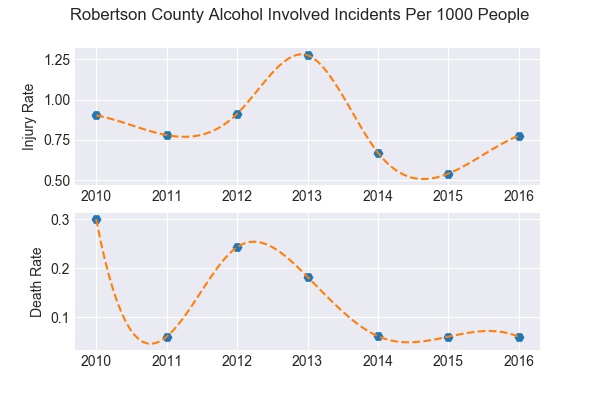 Robertson County Alcohol Involved Incidents Per 1000 People
Injury Rate
1.25
1.00
0.75
0.50
2010 2011 2012 2013 2014 2015 2016
Death Rate
0.3
0.2
0.1
2010 2011 2012 2013 2014 2015 2016